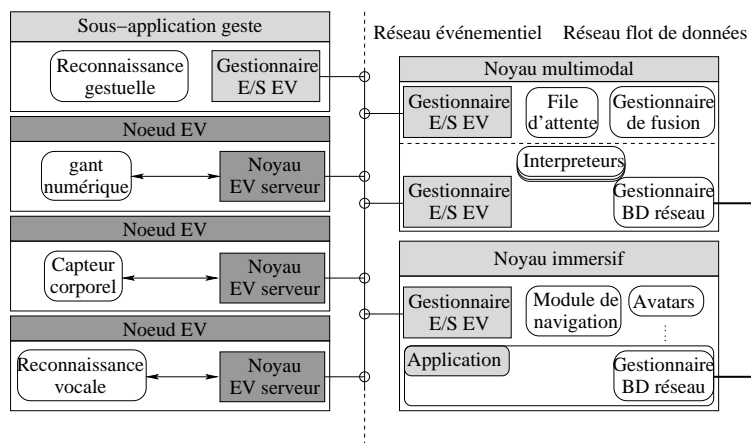 Sous-application geste
Reconnaissance
gestuelle
Gestionnaire
E/S EV
Noeud EV
gant
numérique
Noyau
EV serveur
Noeud EV
Capteur
corporel
Noyau
EV serveur
Noeud EV
Reconnaissance
vocale
Noyau
EV serveur
Réseau événementiel
Réseau flot de données
Noyau multimodal
Gestionnaire
E/S EV
File
d'attente
Gestionnaire
de fusion
Interpreteurs
Gestionnaire
E/S EV
Gestionnaire
BD réseau
Noyau immersif
Gestionnaire
E/S EV
Module de
navigation
Avatars
Application
Gestionnaire
BD réseau